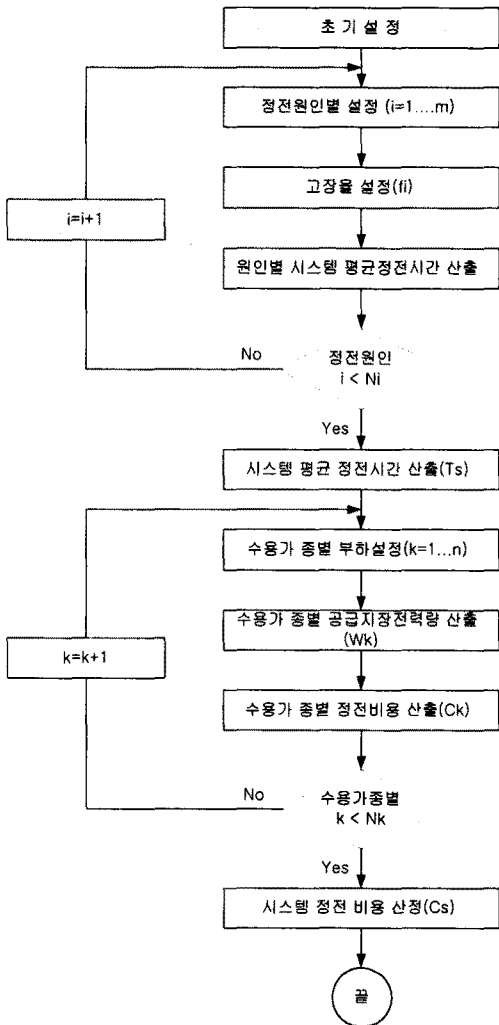 초기설정
정전원인별 설정 (i=1....m)
고장율 설정(fi)
i=i+1
원인별 시스템 평균정전시간 산출
No
정전원인
i < Ni
Yes
시스템 평균 정전시간 산출(Ts)
수용가 종별 부하설정(k=1...n)
수용가 종별 공급지장전력량 산출
(Wk)
k=k+1
수용가 종별 정전비용 산출(Ck)
No
수용가종별
k < Nk
Yes
시스템 정전 비용 산정(Cs)
끝